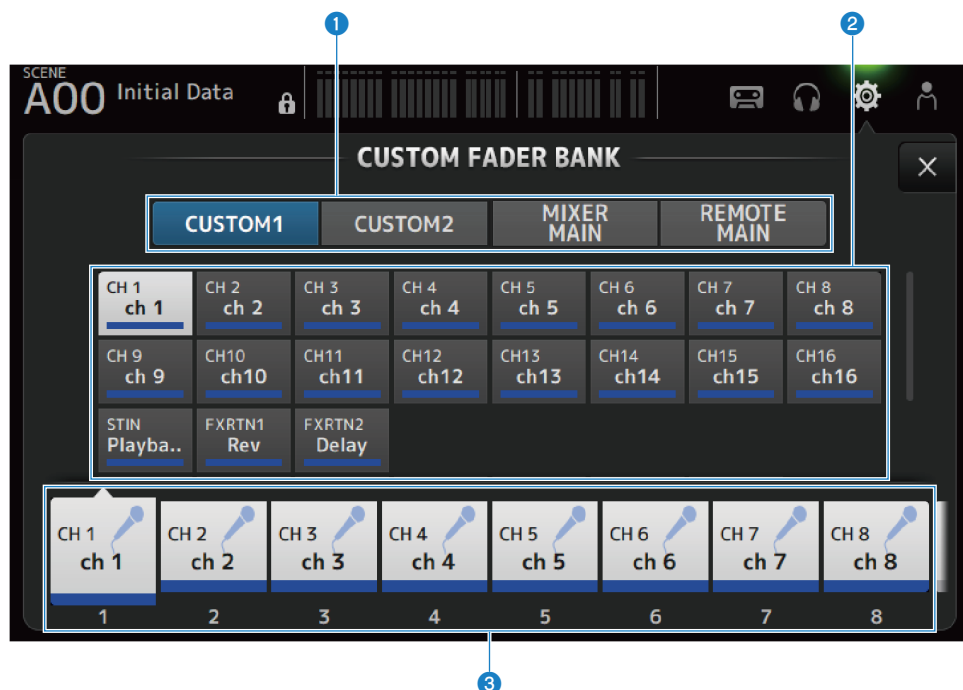 1 2
SCENE
A00 Initial Data
CUSTOM FADER BANK
CUSTOM1 CUSTOM2 MIXER MAIN REMOTE MAIN
CH 1 CH 2 CH 3 CH 4 CH 5 CH 6 CH 7 CH 8
ch 1 ch 2 ch 3 ch 4 ch 5 ch 6 ch 7 ch 8
CH 9 CH10 CH11 CH12 CH13 CH14 CH15 CH16
ch 9 ch10 ch11 ch12 ch13 ch14 ch15 ch16
STIN FXRTN1 FXRTN2
Playba.. Rev Delay
CH 1 CH 2 CH 3 CH 4 CH 5 CH 6 CH 7 CH 8
ch 1 ch 2 ch 3 ch 4 ch 5 ch 6 ch 7 ch 8
1 2 3 4 5 6 7 8
3